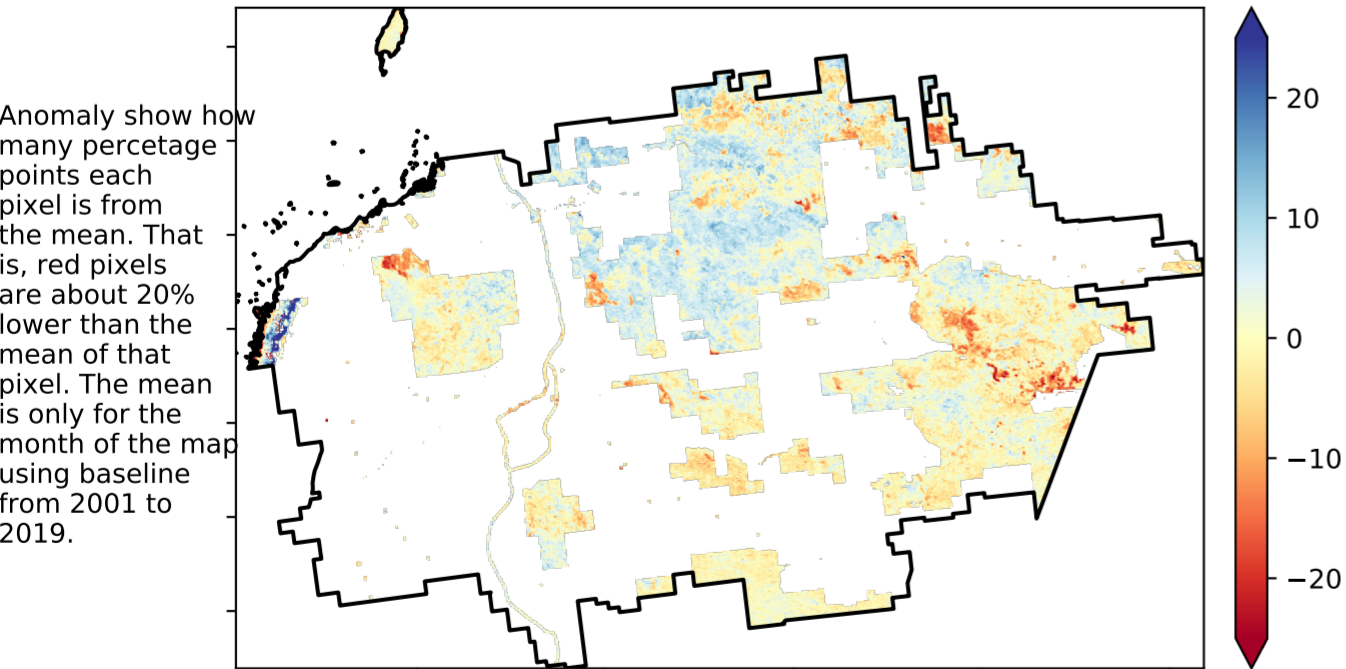 Anomaly show how
many percetage
points each
pixel is from
the mean. That
is, red pixels
are about 20%
lower than the
mean of that
pixel. The mean
is only for the
month of the map
using baseline
from 2001 to
2019.
20
10
0
−10
−20